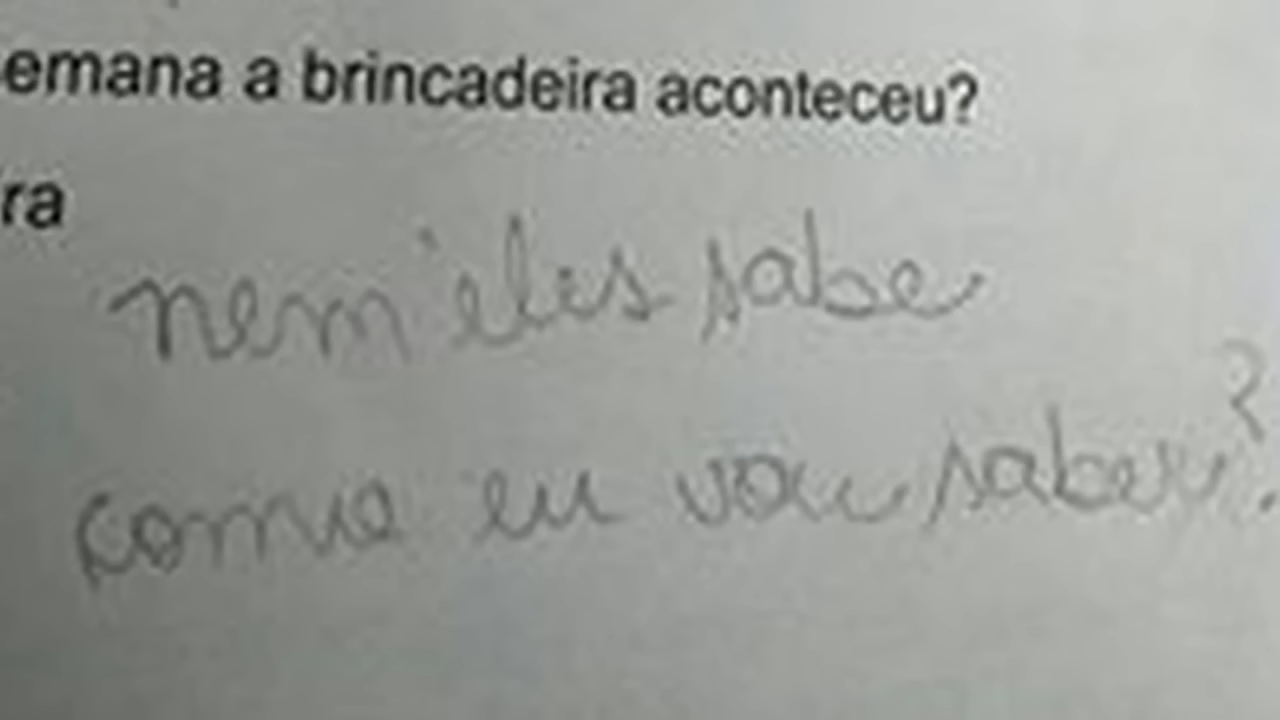 emana a brincadeira aconteceu?
ra
nem eles sabe
como eu vou saber?